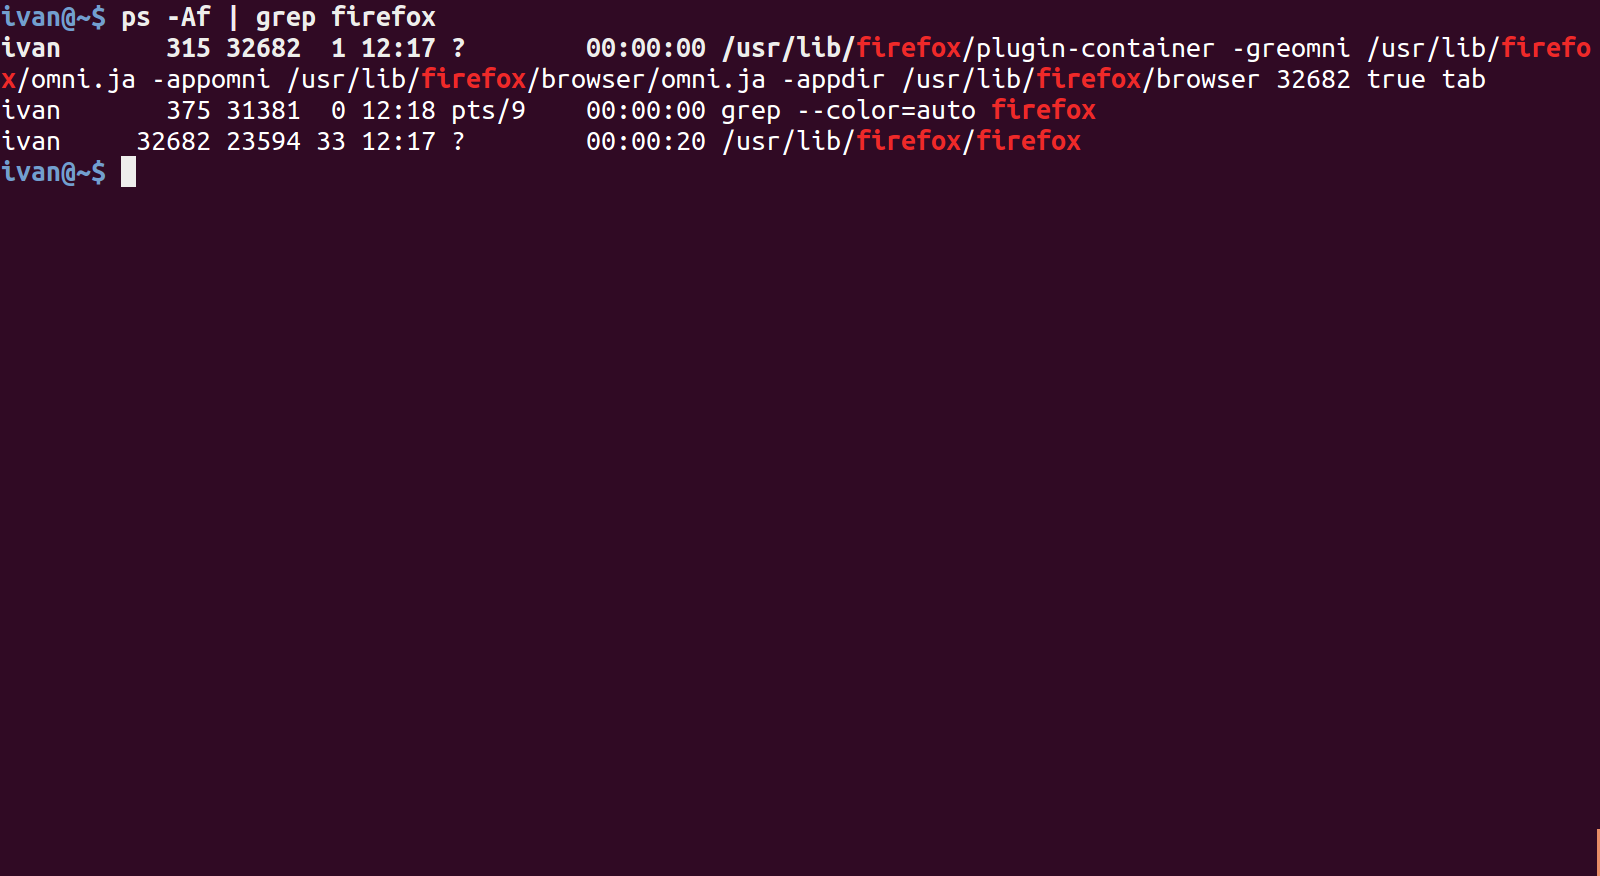 ivan@~$ ps -Af | grep firefox
ivan       315 32682  1 12:17 ?        00:00:00 /usr/lib/firefox/plugin-container -greomni /usr/lib/firefo
x/omni.ja -appomni /usr/lib/firefox/browser/omni.ja -appdir /usr/lib/firefox/browser 32682 true tab
ivan       375 31381  0 12:18 pts/9    00:00:00 grep --color=auto firefox
ivan     32682 23594 33 12:17 ?        00:00:20 /usr/lib/firefox/firefox
ivan@~$